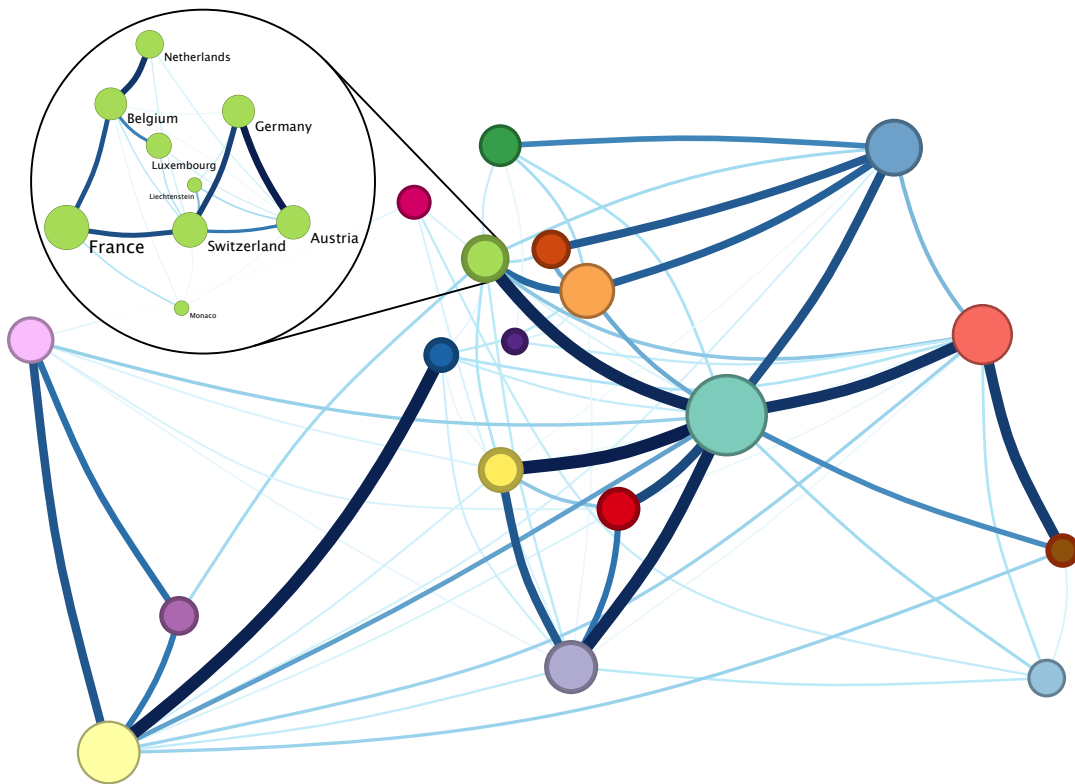 Netherlands
Belgium
Germany
Luxembourg
Liechtenstein
France
Switzerland
Austria
Monaco